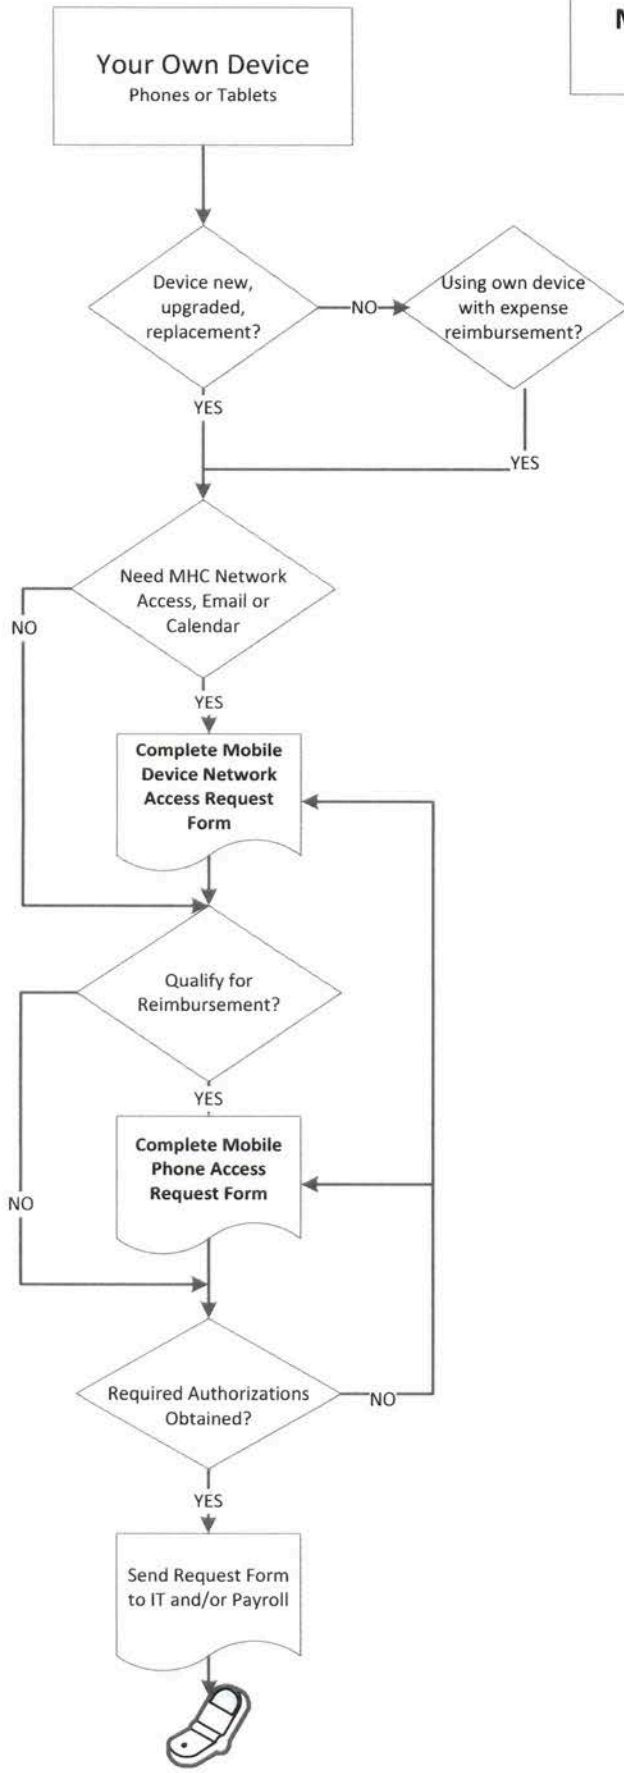 Your Own Device
Phones or Tablets
M
Device new,
upgraded,
replacement?
NO
Using own device
with expense
reimbursement?
YES
YES
Need MHC Network
Access, Email or
Calendar
NO
YES
Complete Mobile
Device Network
Access Request
Form
Qualify for
Reimbursement?
YES
Complete Mobile
Phone Access
Request Form
NO
Required Authorizations
Obtained?
NO
YES
Send Request Form
to IT and/or Payroll